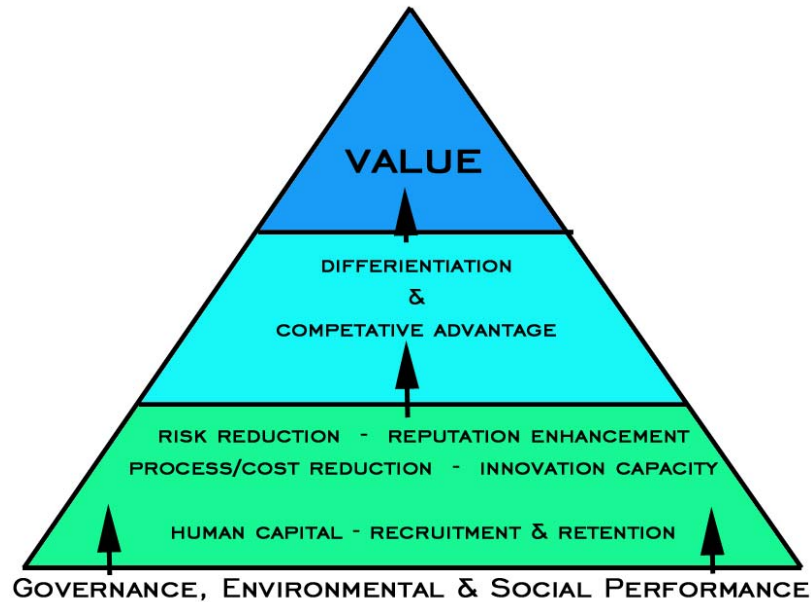 VALUE
DIFFERIENTIATION
&
COMPETATIVE ADVANTAGE
RISK REDUCTION - REPUTATION ENHANCEMENT
PROCESS/COST REDUCTION - INNOVATION CAPACITY
HUMAN CAPITAL - RECRUITMENT & RETENTION
GOVERNANCE, ENVIRONMENTAL & SOCIAL PERFORMANCE